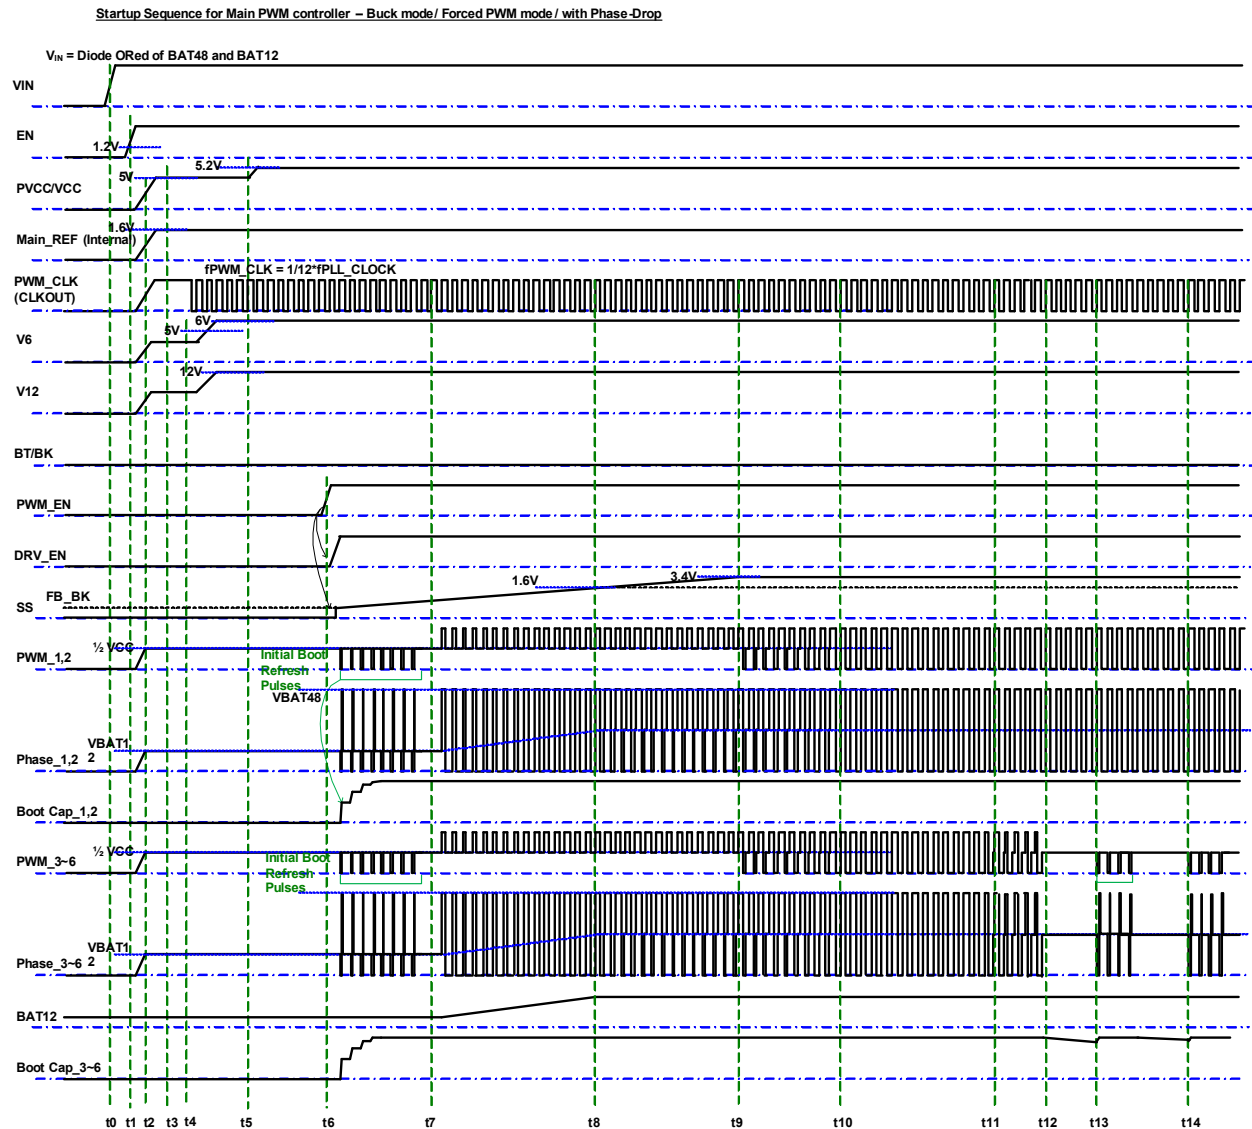 Startup Sequence for Main PWM controller – Buck mode/ Forced PWM mode/ with Phase-Drop
VIN = Diode ORed of BAT48 and BAT12
VIN
EN
1.2V
5.2V
5V
PVCC/VCC
1.6V
Main_REF (Internal)
fPWM_CLK = 1/12*fPLL_CLOCK
PWM_CLK
(CLKOUT)
6V
5V
V6
12V
V12
BT/BK
PWM_EN
DRV_EN
3.4V
1.6V
FB_BK
SS
½ VCC
PWM_1,2
Initial Boot
Refresh
Pulses
VBAT48
VBAT1
2
Phase_1,2
Boot Cap_1,2
½ VCC
PWM_3~6
Initial Boot
Refresh
Pulses
VBAT1
2
Phase_3~6
BAT12
Boot Cap_3~6
t0 t1 t2 t3 t4 t5 t6 t7 t8 t9 t10 t11 t12 t13 t14